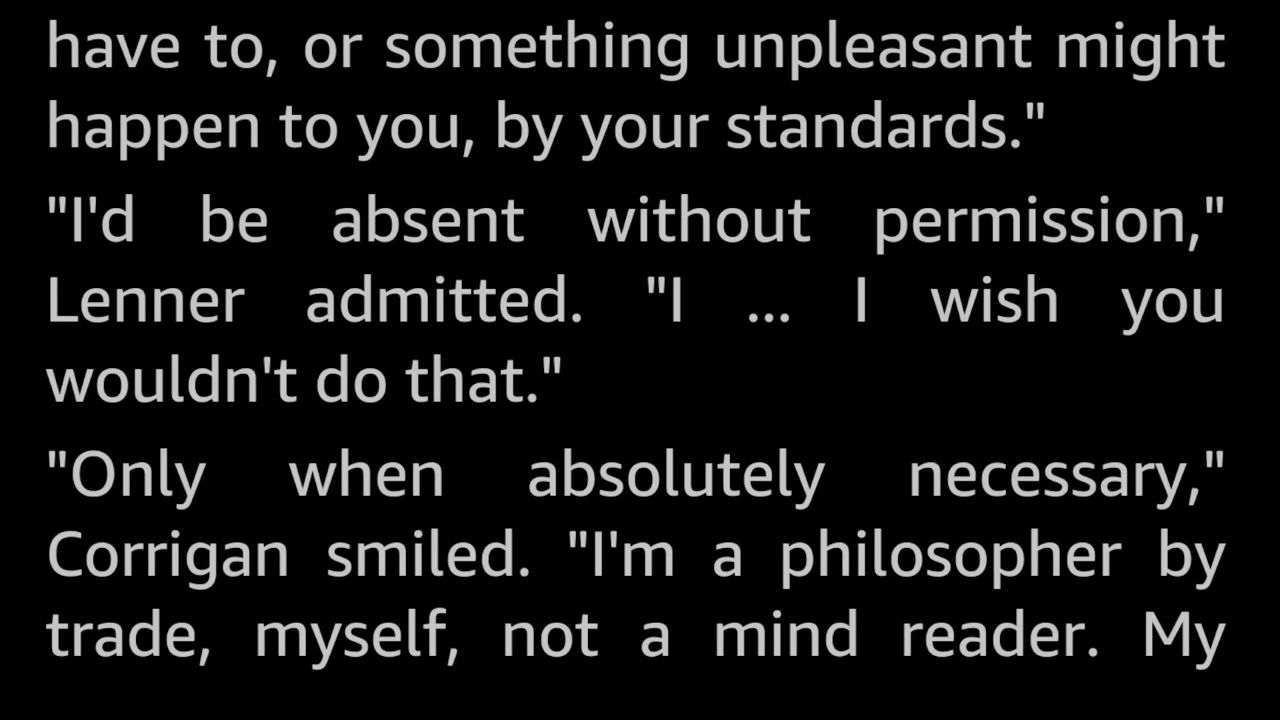 have to, or something unpleasant might
happen to you, by your standards."
"I'd be absent without permission,"
Lenner admitted. "I ... I wish you
wouldn't do that."
"Only when absolutely necessary,"
Corrigan smiled. "I'm a philosopher by
trade, myself, not a mind reader. My